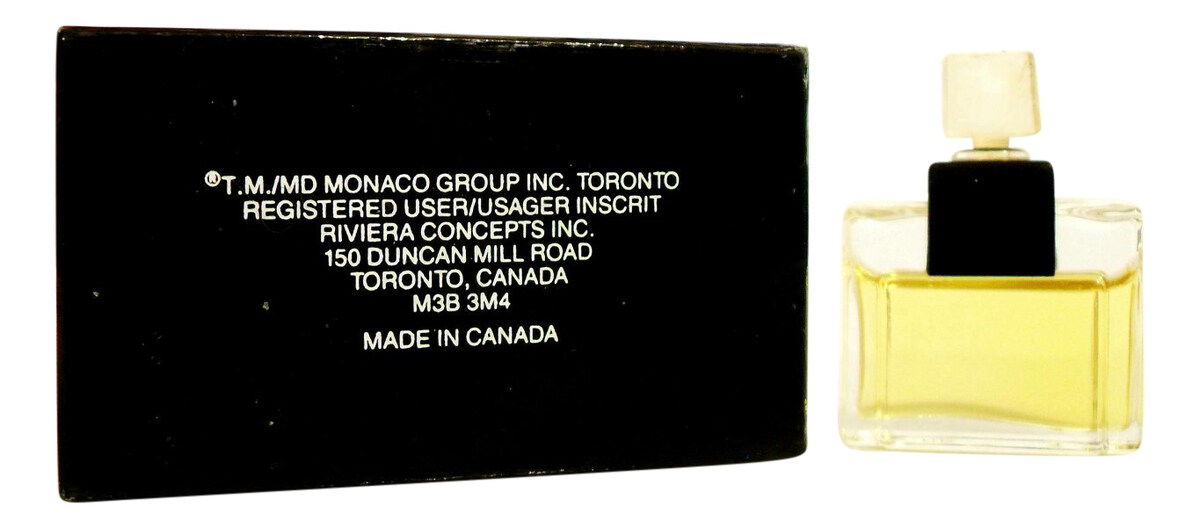 ®T.M./MD MONACO GROUP INC. TORONTO
REGISTERED USER/USAGER INSCRIT
RIVIERA CONCEPTS INC.
150 DUNCAN MILL ROAD
TORONTO, CANADA
M3B 3M4
MADE IN CANADA